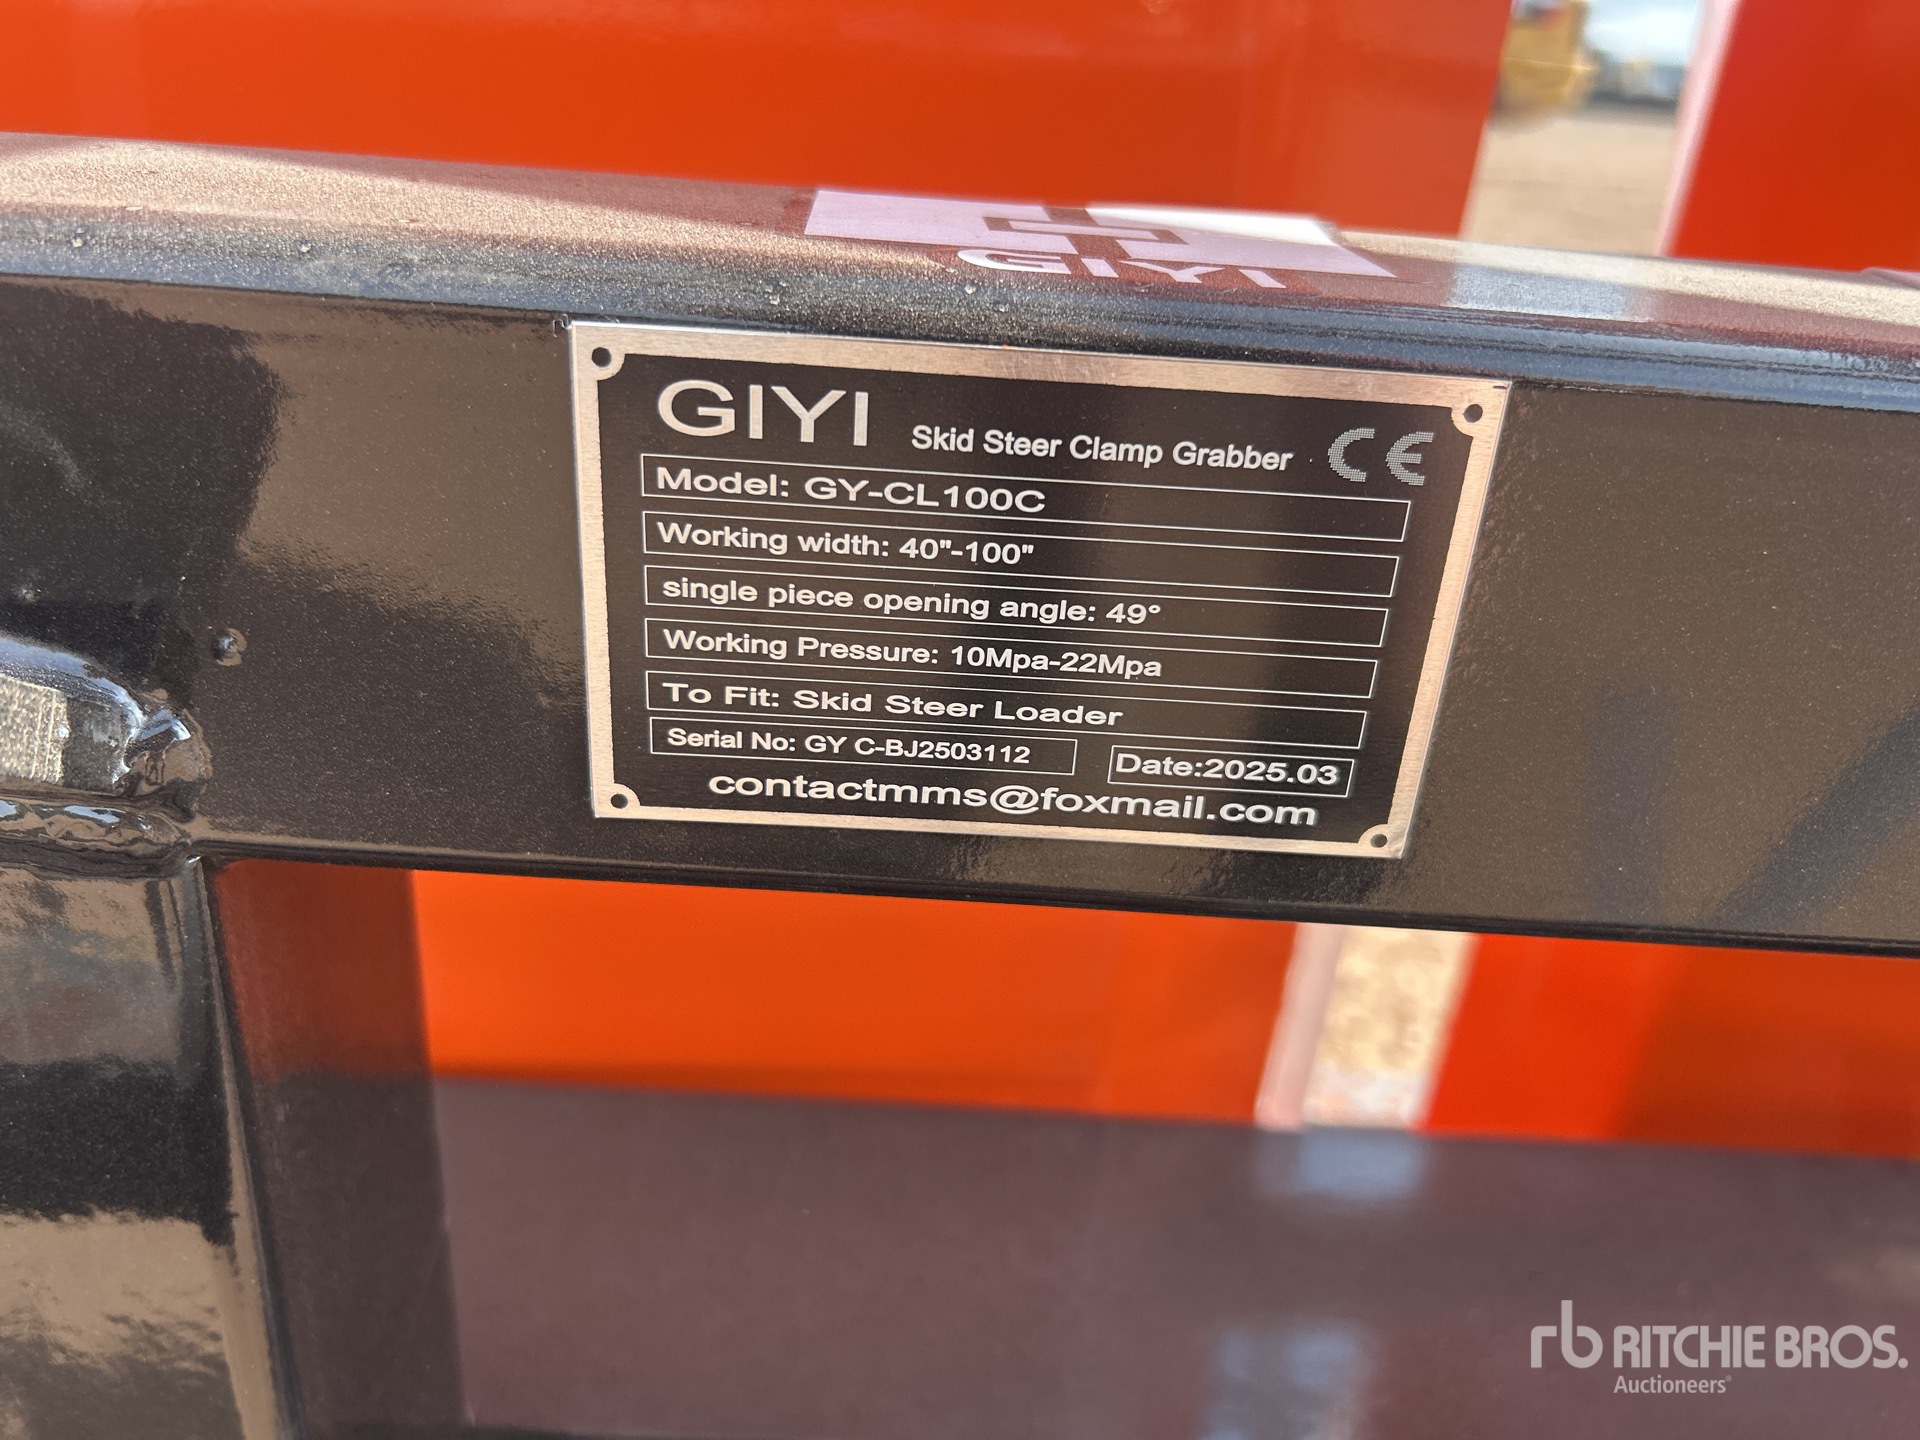 GIYI
GIYI Skid Steer Clamp Grabber CE
Model: GY-CL100C
Working width: 40"-100"
single piece opening angle: 49°
Working Pressure: 10Mpa-22Mpa
To Fit: Skid Steer Loader
Serial No: GY C-BJ2503112 Date:2025.03
contactmms@foxmail.com
rb RITCHIE BROS.
Auctioneers